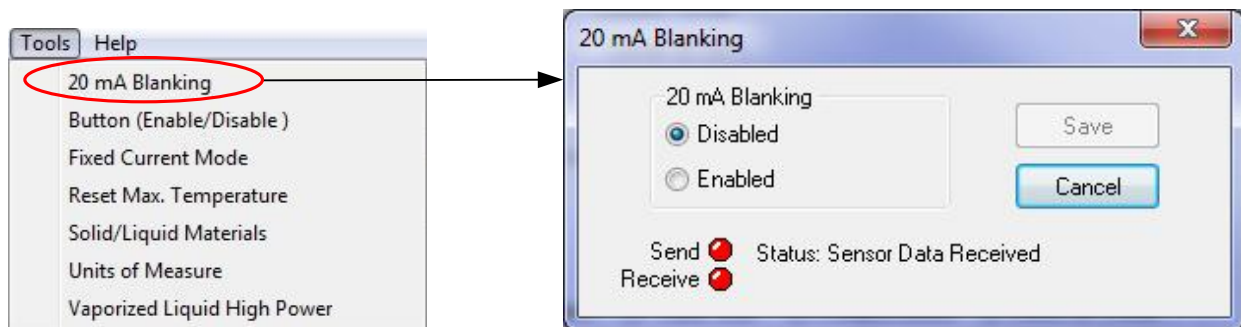 Tools Help
20 mA Blanking
Button (Enable/Disable )
Fixed Current Mode
Reset Max. Temperature
Solid/Liquid Materials
Units of Measure
Vaporized Liquid High Power
20 mA Blanking
20 mA Blanking
Disabled
Enabled
Save
Cancel
Send Status: Sensor Data Received
Receive